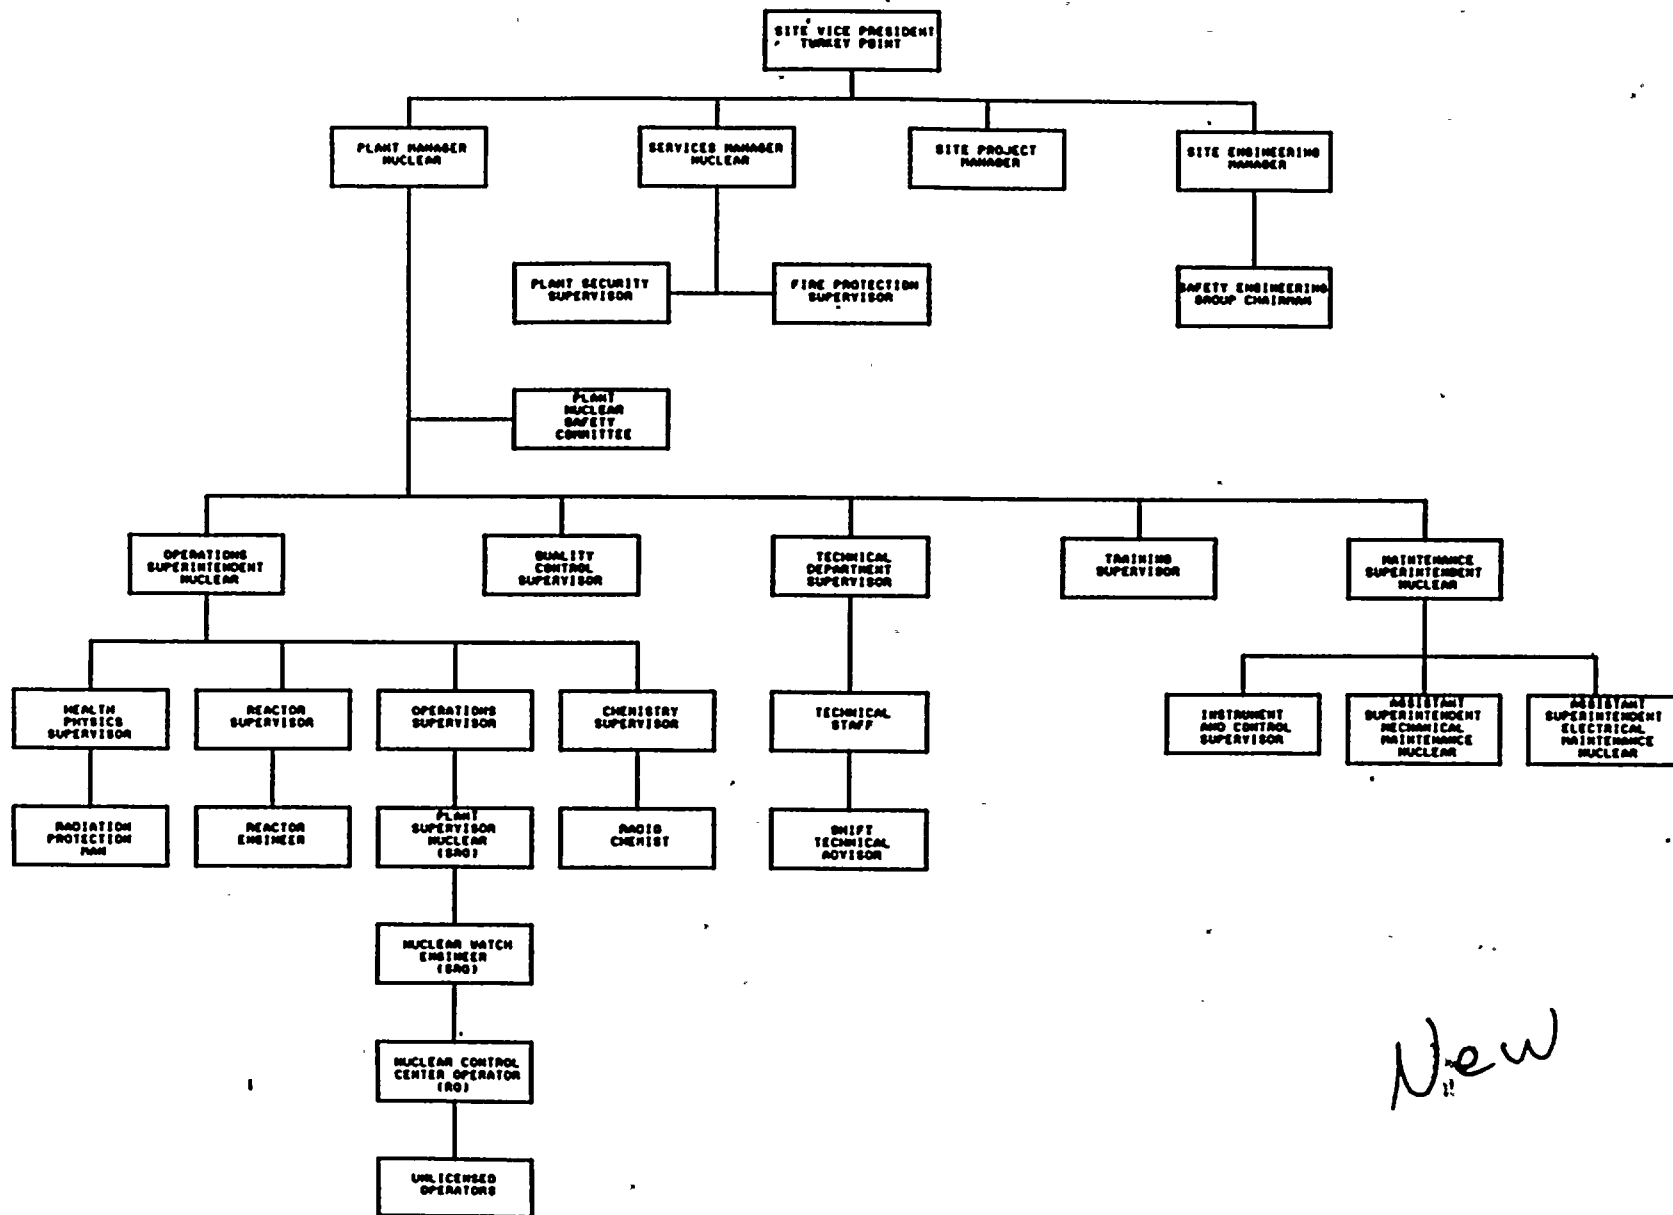 SITE VICE PRESIDENT
TURKEY POINT
PLANT MANAGER
NUCLEAR
SERVICES MANAGER
NUCLEAR
SITE PROJECT
MANAGER
SITE ENGINEERING
MANAGER
PLANT SECURITY
SUPERVISOR
FIRE PROTECTION
SUPERVISOR
SAFETY ENGINEERING
GROUP CHAIRMAN
PLANT
NUCLEAR
SAFETY
COMMITTEE
OPERATIONS
SUPERINTENDENT
NUCLEAR
QUALITY
CONTROL
SUPERVISOR
TECHNICAL
DEPARTMENT
SUPERVISOR
TRAINING
SUPERVISOR
MAINTENANCE
SUPERINTENDENT
NUCLEAR
HEALTH
PHYSICS
SUPERVISOR
REACTOR
SUPERVISOR
OPERATIONS
SUPERVISOR
CHEMISTRY
SUPERVISOR
TECHNICAL
STAFF
INSTRUMENT
AND CONTROL
SUPERVISOR
ASSISTANT
SUPERINTENDENT
MECHANICAL
MAINTENANCE
NUCLEAR
ASSISTANT
SUPERINTENDENT
ELECTRICAL
MAINTENANCE
NUCLEAR
RADIATION
PROTECTION
MAN
REACTOR
ENGINEER
PLANT
SUPERVISOR
NUCLEAR
(SRO)
RADIO
CHEMIST
SHIFT
TECHNICAL
ADVISOR
NUCLEAR WATCH
ENGINEER
(SRO)
NUCLEAR CONTROL
CENTER OPERATOR
(RO)
UNLICENSED
OPERATORS
New